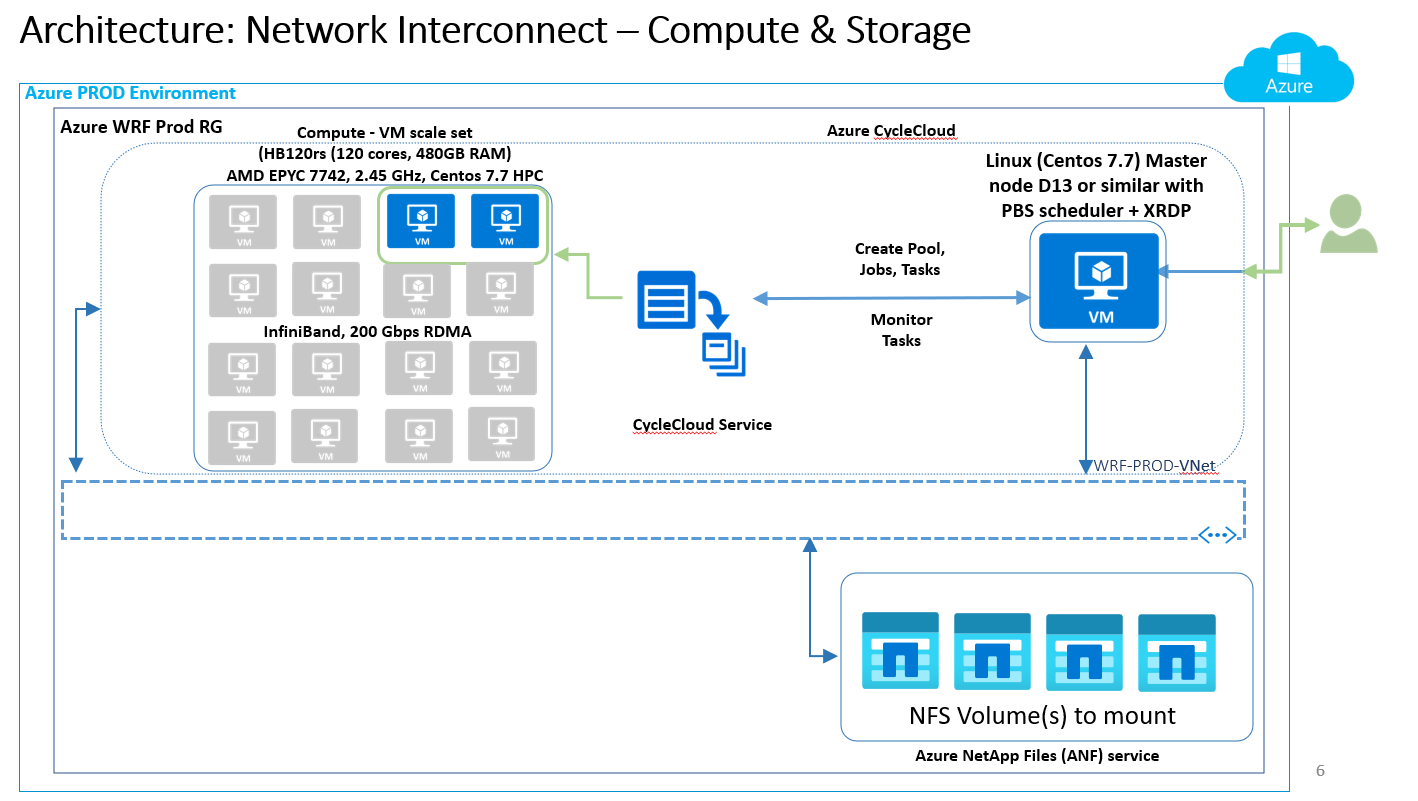 Architecture: Network Interconnect – Compute & Storage
Azure
Azure PROD Environment
Azure WRF Prod RG
Compute - VM scale set
(HB120rs (120 cores, 480GB RAM)
AMD EPYC 7742, 2.45 GHz, Centos 7.7 HPC
Azure CycleCloud
Linux (Centos 7.7) Master
node D13 or similar with
PBS scheduler + XRDP
VM
VM
VM
VM
VM
VM
VM
VM
InfiniBand, 200 Gbps RDMA
VM
VM
VM
VM
VM
VM
VM
VM
Create Pool,
Jobs, Tasks
Monitor
Tasks
VM
CycleCloud Service
WRF-PROD-VNet
NFS Volume(s) to mount
Azure NetApp Files (ANF) service
6